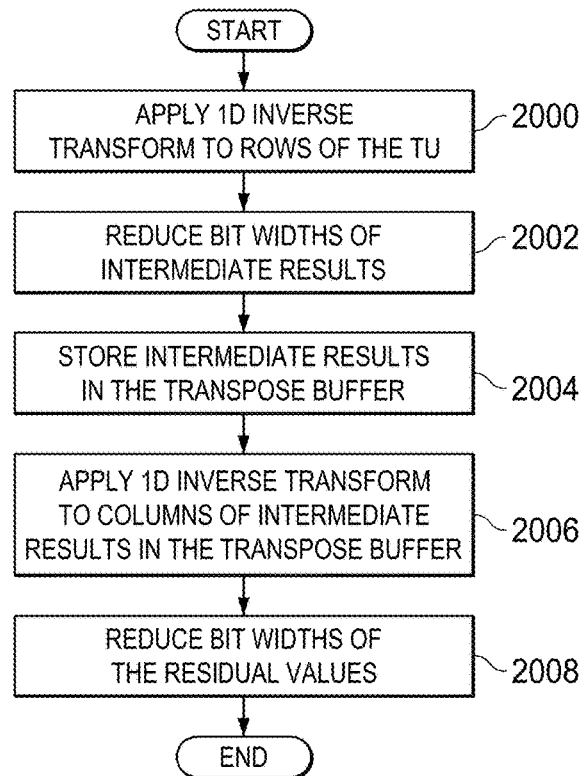 START
APPLY 1D INVERSE
TRANSFORM TO ROWS OF THE TU
2000
REDUCE BIT WIDTHS OF
INTERMEDIATE RESULTS
2002
STORE INTERMEDIATE RESULTS
IN THE TRANSPOSE BUFFER
2004
APPLY 1D INVERSE TRANSFORM
TO COLUMNS OF INTERMEDIATE
RESULTS IN THE TRANSPOSE BUFFER
2006
REDUCE BIT WIDTHS OF
THE RESIDUAL VALUES
2008
END